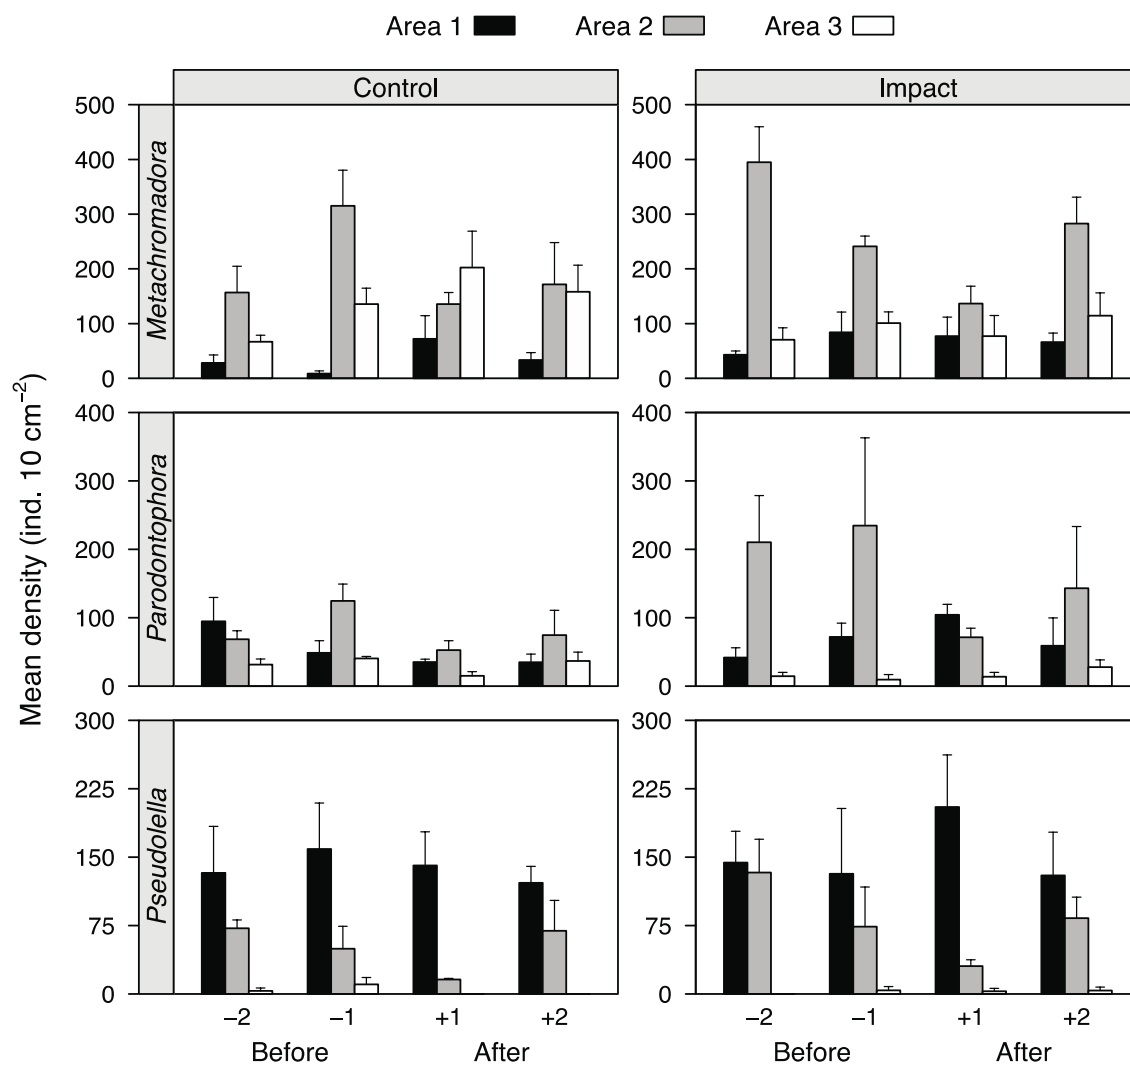 Area 1 Area 2 Area 3
Control Impact
Mean density (ind. 10 cm⁻²)
Metachromadora
500 400 300 200 100 0
500 400 300 200 100 0
Parodontophora
400 300 200 100 0
400 300 200 100 0
Pseudolella
300 225 150 75 0
300 225 150 75 0
−2 −1 +1 +2 −2 −1 +1 +2
Before After Before After